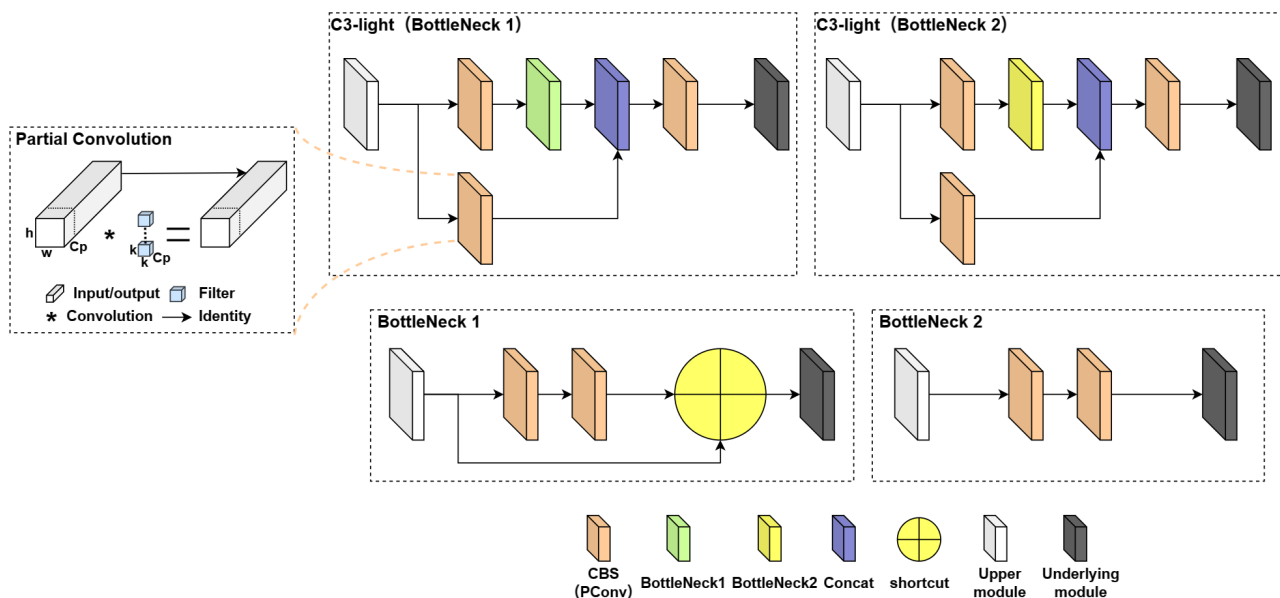 C3-light（BottleNeck 1）
C3-light（BottleNeck 2）
Partial Convolution
h
w
Cp
*
k
k
Cp
=
Input/output
Filter
* Convolution
Identity
BottleNeck 1
BottleNeck 2
CBS
(PConv)
BottleNeck1
BottleNeck2
Concat
shortcut
Upper
module
Underlying
module